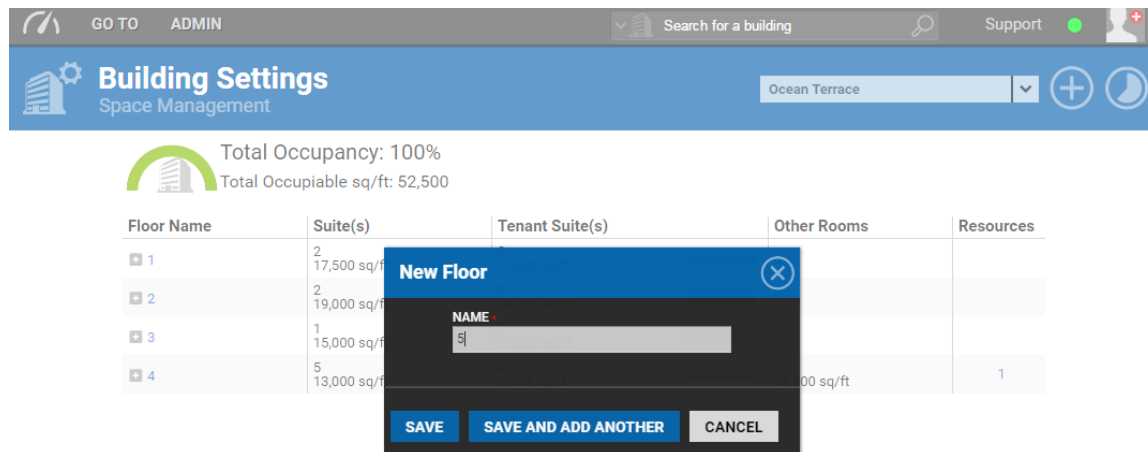 GO TO ADMIN Search for a building Support
Building Settings
Space Management
Ocean Terrace
Total Occupancy: 100%
Total Occupiable sq/ft: 52,500
Floor Name Suite(s) Tenant Suite(s) Other Rooms Resources
1 2
17,500 sq/f
2 2
19,000 sq/f
3 1
15,000 sq/f
4 5 1
13,000 sq/f 00 sq/ft
New Floor
NAME *
5
SAVE SAVE AND ADD ANOTHER CANCEL